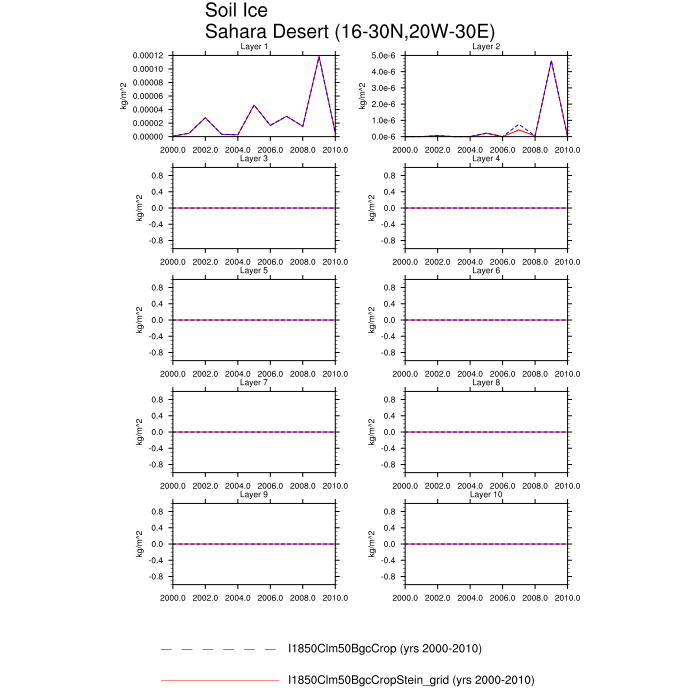 Soil Ice
Sahara Desert (16-30N,20W-30E)
Layer 1
Layer 2
0.00012
0.00010
0.00008
0.00006
0.00004
0.00002
0.00000
kg/m^2
2000.0 2002.0 2004.0 2006.0 2008.0 2010.0
5.0e-6
4.0e-6
3.0e-6
2.0e-6
1.0e-6
0.0e-6
kg/m^2
2000.0 2002.0 2004.0 2006.0 2008.0 2010.0
Layer 3
Layer 4
0.8
0.4
0.0
-0.4
-0.8
kg/m^2
2000.0 2002.0 2004.0 2006.0 2008.0 2010.0
0.8
0.4
0.0
-0.4
-0.8
kg/m^2
2000.0 2002.0 2004.0 2006.0 2008.0 2010.0
Layer 5
Layer 6
0.8
0.4
0.0
-0.4
-0.8
kg/m^2
2000.0 2002.0 2004.0 2006.0 2008.0 2010.0
0.8
0.4
0.0
-0.4
-0.8
kg/m^2
2000.0 2002.0 2004.0 2006.0 2008.0 2010.0
Layer 7
Layer 8
0.8
0.4
0.0
-0.4
-0.8
kg/m^2
2000.0 2002.0 2004.0 2006.0 2008.0 2010.0
0.8
0.4
0.0
-0.4
-0.8
kg/m^2
2000.0 2002.0 2004.0 2006.0 2008.0 2010.0
Layer 9
Layer 10
0.8
0.4
0.0
-0.4
-0.8
kg/m^2
2000.0 2002.0 2004.0 2006.0 2008.0 2010.0
0.8
0.4
0.0
-0.4
-0.8
kg/m^2
2000.0 2002.0 2004.0 2006.0 2008.0 2010.0
I1850Clm50BgcCrop (yrs 2000-2010)
I1850Clm50BgcCropStein_grid (yrs 2000-2010)